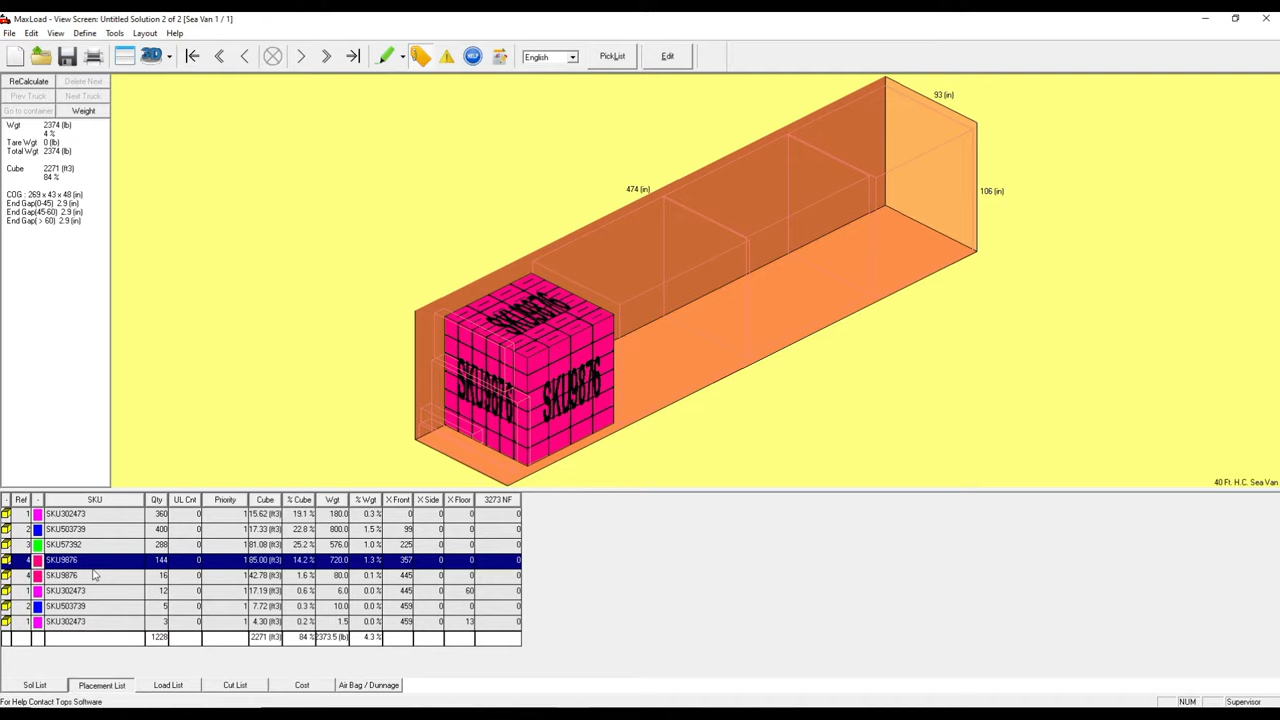 MaxLoad - View Screen: Untitled Solution 2 of 2 [Sea Van 1 / 1]
File Edit View Define Tools Layout Help
3D HELP English PickList Edit
ReCalculate Delete Next
Prev Truck Next Truck
Go to container Weight
Wgt 2374 (lb)
4 %
Tare Wgt 0 (lb)
Total Wgt 2374 (lb)
Cube 2271 (ft3)
84 %
COG : 269 x 43 x 48 (in)
End Gap(0-45) 2.9 (in)
End Gap(45-60) 2.9 (in)
End Gap( > 60) 2.9 (in)
93 (in)
474 (in)
106 (in)
SKU9876
SKU9876
SKU9876
40 Ft. H.C. Sea Van
- Ref - SKU Qty UL Cnt Priority Cube % Cube Wgt % Wgt X Front X Side X Floor 3273 NF
1 SKU302473 360 0 1 15.62 (ft3) 19.1 % 180.0 0.3 % 0 0 0 0
2 SKU503739 400 0 1 17.33 (ft3) 22.8 % 800.0 1.5 % 99 0 0 0
3 SKU57392 288 0 1 81.08 (ft3) 25.2 % 576.0 1.0 % 225 0 0 0
4 SKU9876 144 0 1 85.00 (ft3) 14.2 % 720.0 1.3 % 357 0 0 0
4 SKU9876 16 0 1 42.78 (ft3) 1.6 % 80.0 0.1 % 445 0 0 0
1 SKU302473 12 0 1 17.19 (ft3) 0.6 % 6.0 0.0 % 445 0 60 0
2 SKU503739 5 0 1 7.72 (ft3) 0.3 % 10.0 0.0 % 459 0 0 0
1 SKU302473 3 0 1 4.30 (ft3) 0.2 % 1.5 0.0 % 459 0 13 0
1228 2271 (ft3) 84 % 2373.5 (lb) 4.3 %
Sol List Placement List Load List Cut List Cost Air Bag / Dunnage
For Help Contact Tops Software NUM Supervisor